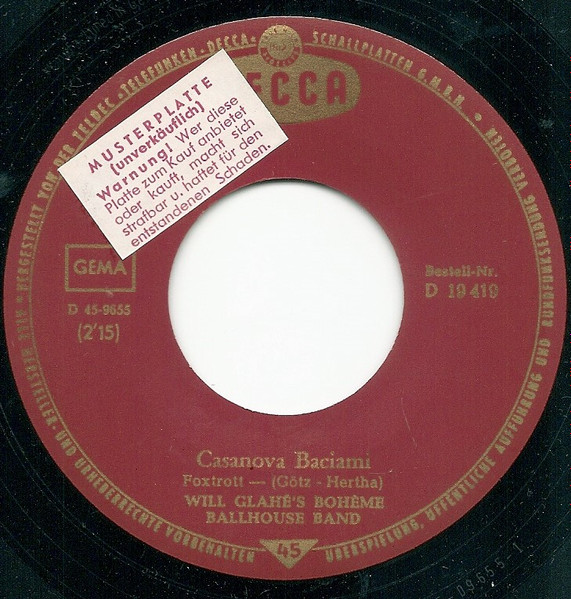 DECCA
MUSTERPLATTE
(unverkäuflich)
Warnung! Wer diese
Platte zum Kauf anbietet
oder kauft, macht sich
strafbar u. haftet für den
entstandenen Schaden.
GEMA
D 45-9655
(2'15)
Bestell-Nr.
D 19 419
Casanova Baciami
Foxtrott — (Götz - Hertha)
WILL GLAHÉ'S BOHÈME
BALLHOUSE BAND
45
HERGESTELLT VON DER TELDEC ·TELEFUNKEN ·DECCA· SCHALLPLATTEN G.M.B.H. ·
ALLE HERSTELLER- UND URHEBERRECHTE VORBEHALTEN
ÜBERSPIELUNG, ÖFFENTLICHE AUFFÜHRUNG UND RUNDFUNKSENDUNG VERBOTEN